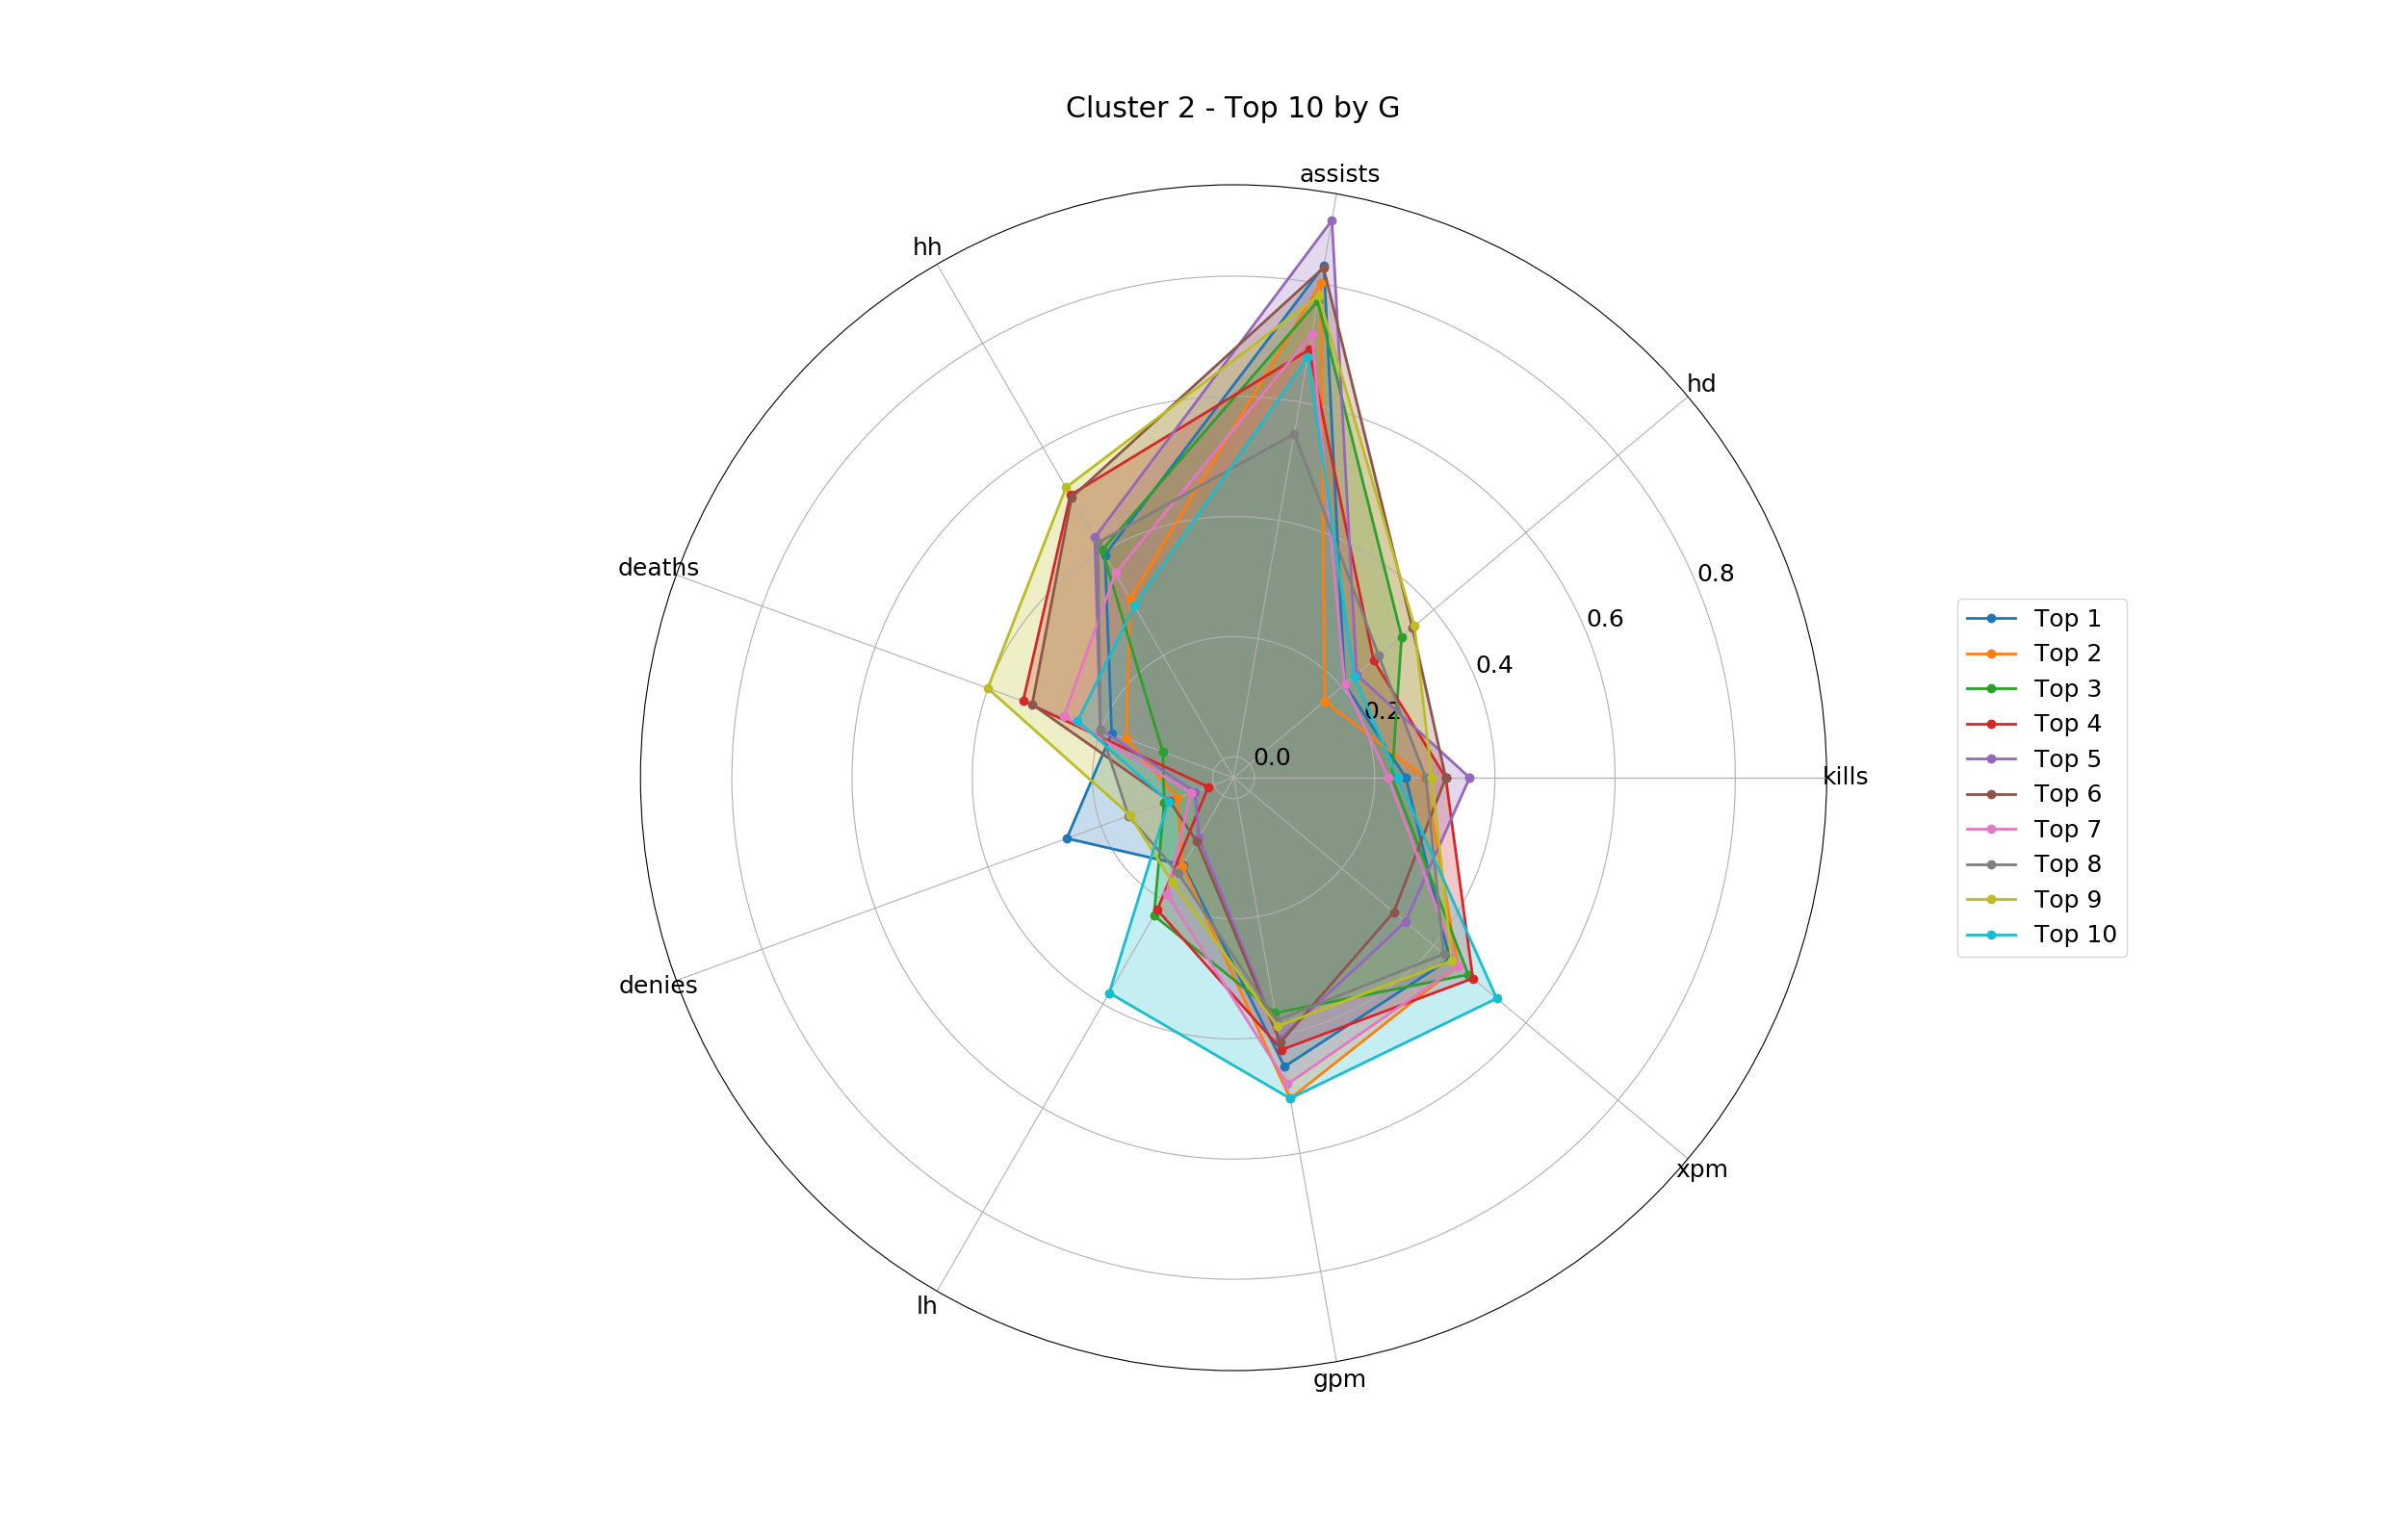 Cluster 2 - Top 10 by G
assists
hh
hd
deaths
0.8
0.6
0.4
0.2
0.0
kills
denies
xpm
lh
gpm
Top 1
Top 2
Top 3
Top 4
Top 5
Top 6
Top 7
Top 8
Top 9
Top 10